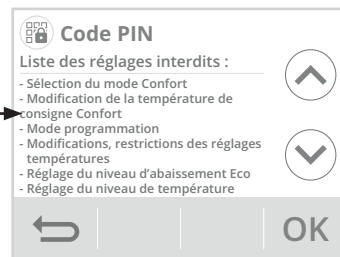 Code PIN
Liste des réglages interdits :
- Sélection du mode Confort
- Modification de la température de
consigne Confort
- Mode programmation
- Modifications, restrictions des réglages
températures
- Réglage du niveau d'abaissement Eco
- Réglage du niveau de température
OK